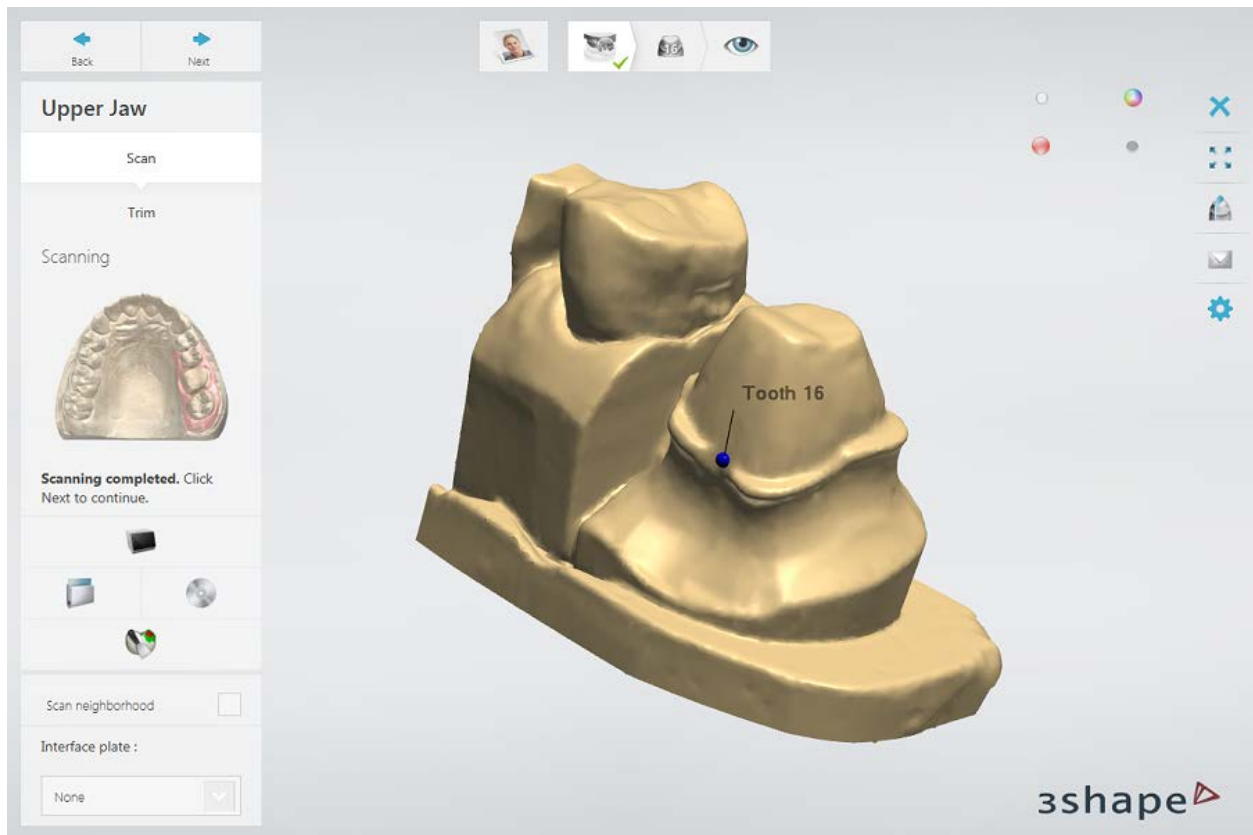 Back
Next
16
Upper Jaw
Scan
Trim
Scanning
Scanning completed. Click
Next to continue.
Scan neighborhood
Interface plate :
None
Tooth 16
3shape